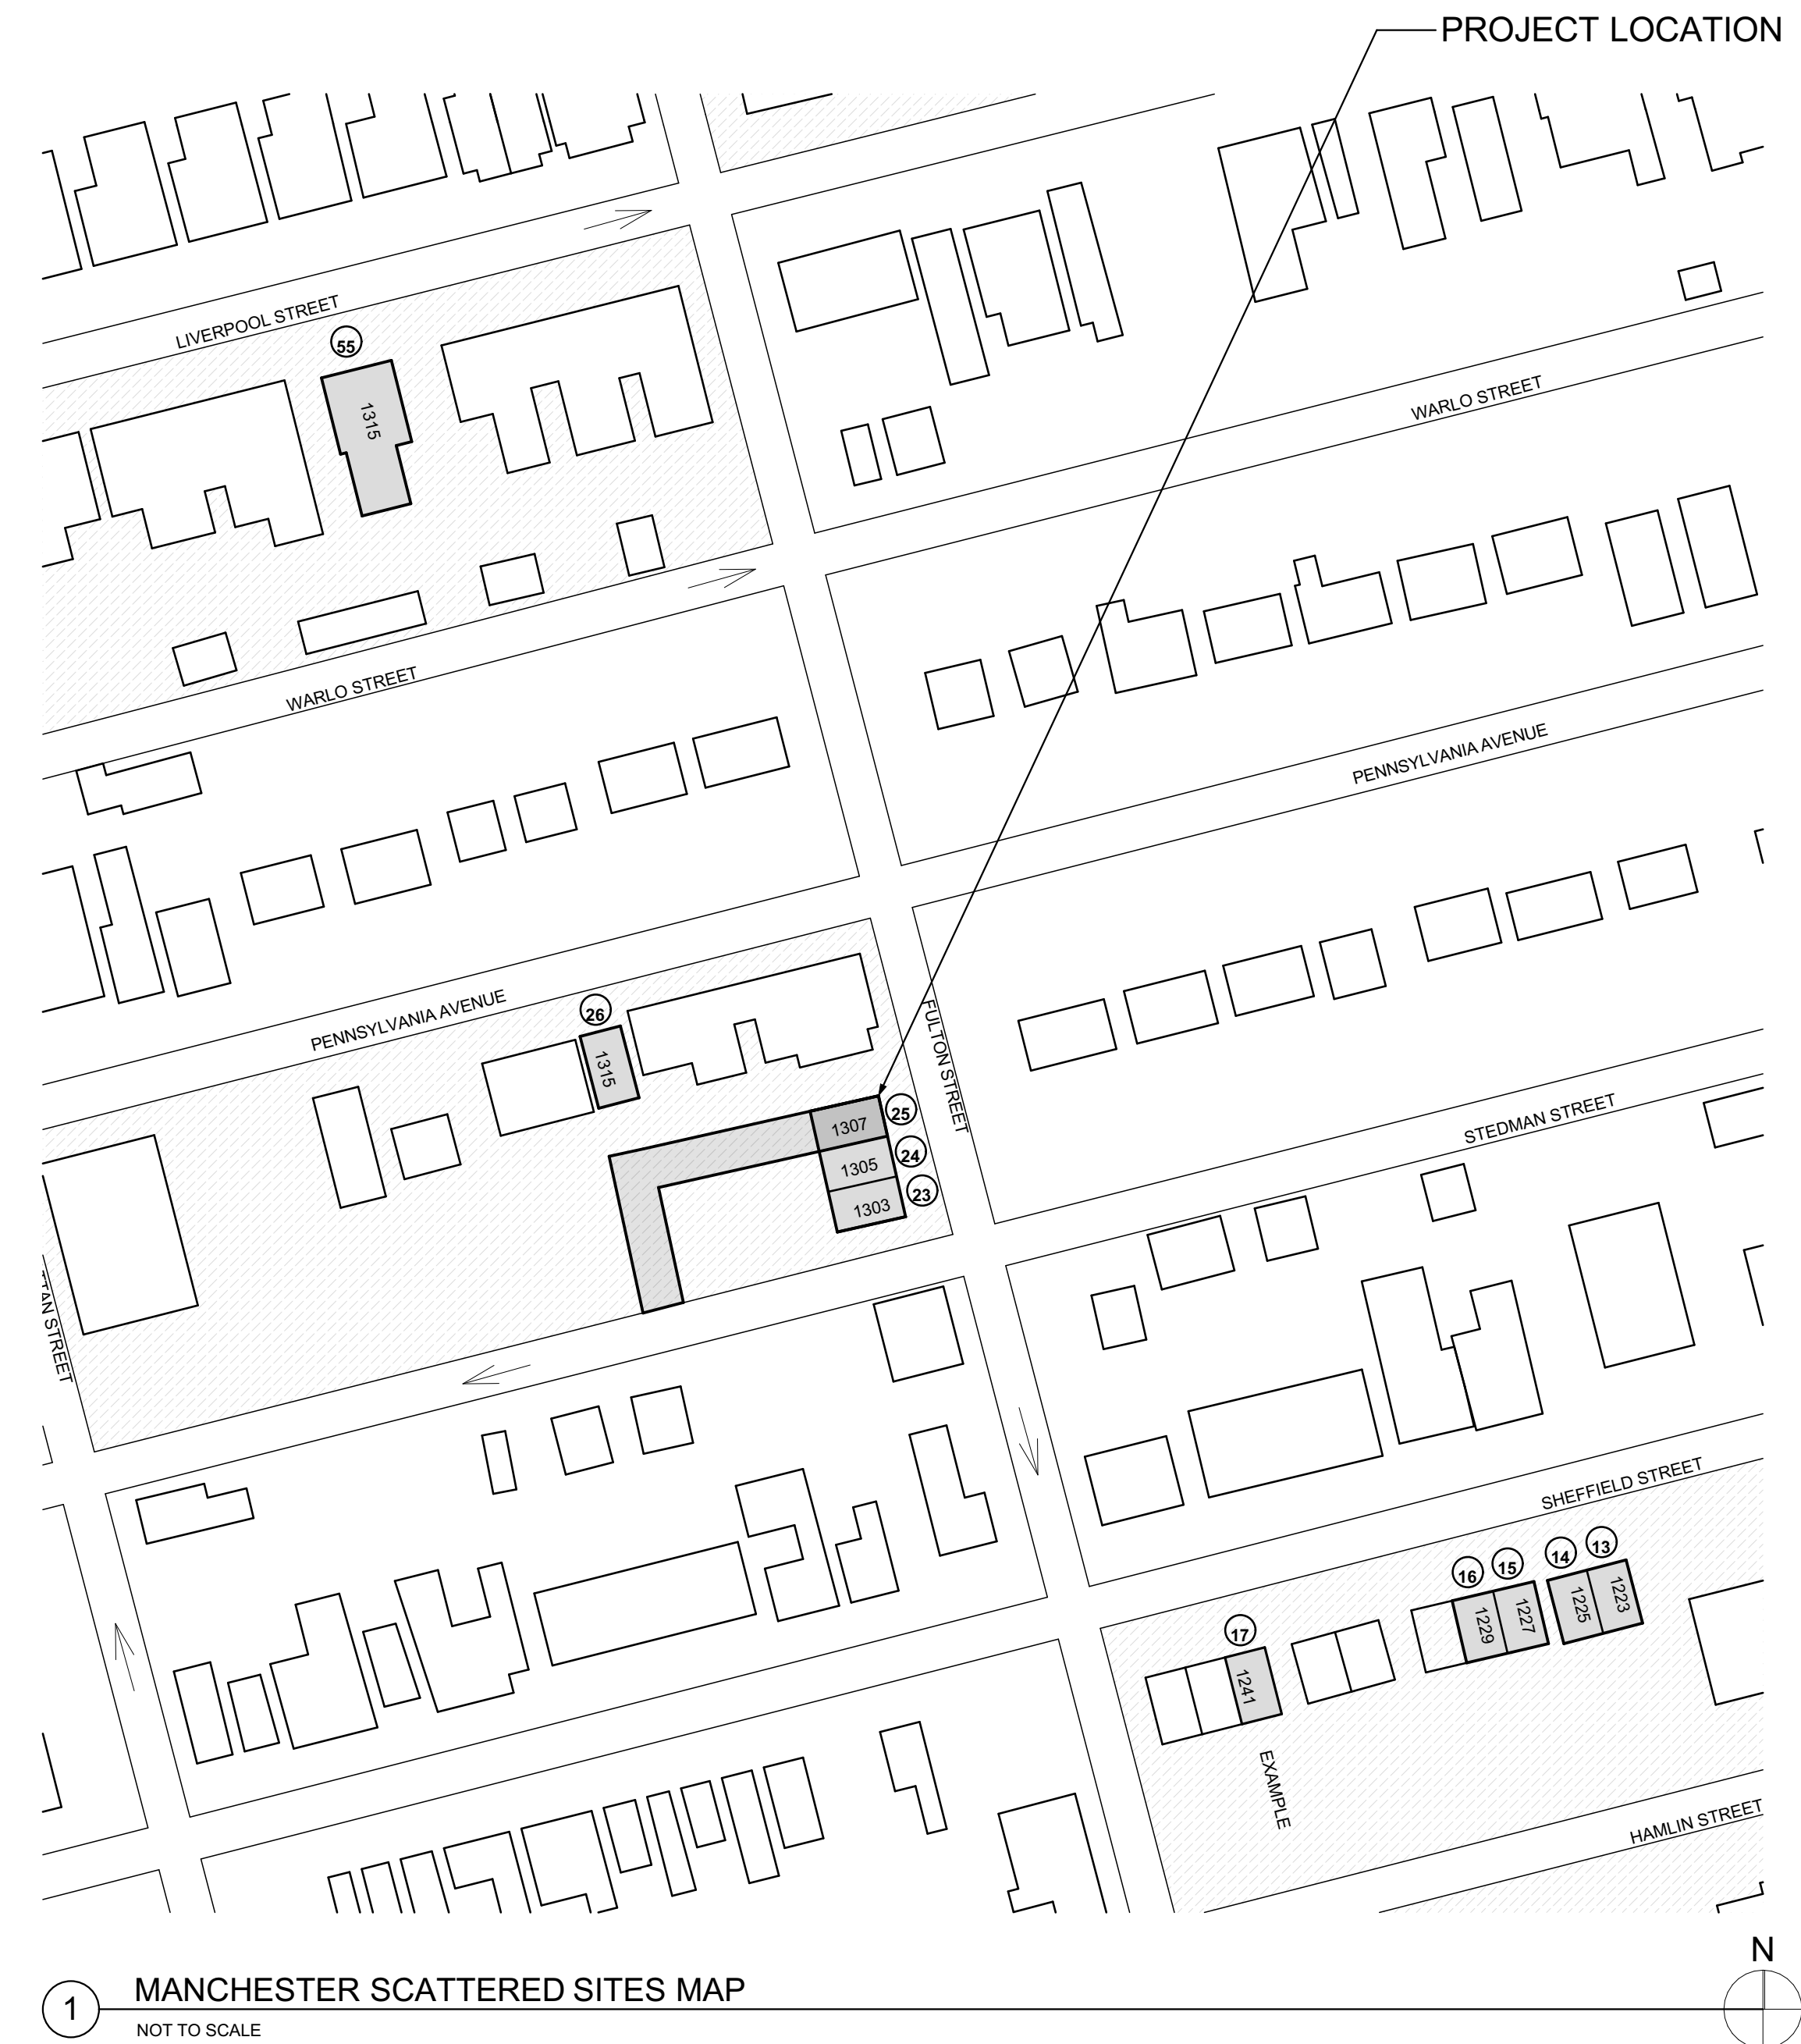 PROJECT LOCATION
LIVERPOOL STREET
55
1315
WARLO STREET
WARLO STREET
PENNSYLVANIA AVENUE
PENNSYLVANIA AVENUE
26
1315
FULTON STREET
1307
25
1305
24
1303
23
STEDMAN STREET
TTAN STREET
SHEFFIELD STREET
16
15
14
13
1229
1227
1225
1223
17
1241
EXAMPLE
HAMLIN STREET
N
1
MANCHESTER SCATTERED SITES MAP
NOT TO SCALE